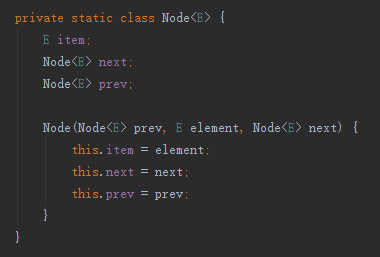 private static class Node<E> {
    E item;
    Node<E> next;
    Node<E> prev;

    Node(Node<E> prev, E element, Node<E> next) {
        this.item = element;
        this.next = next;
        this.prev = prev;
    }
}